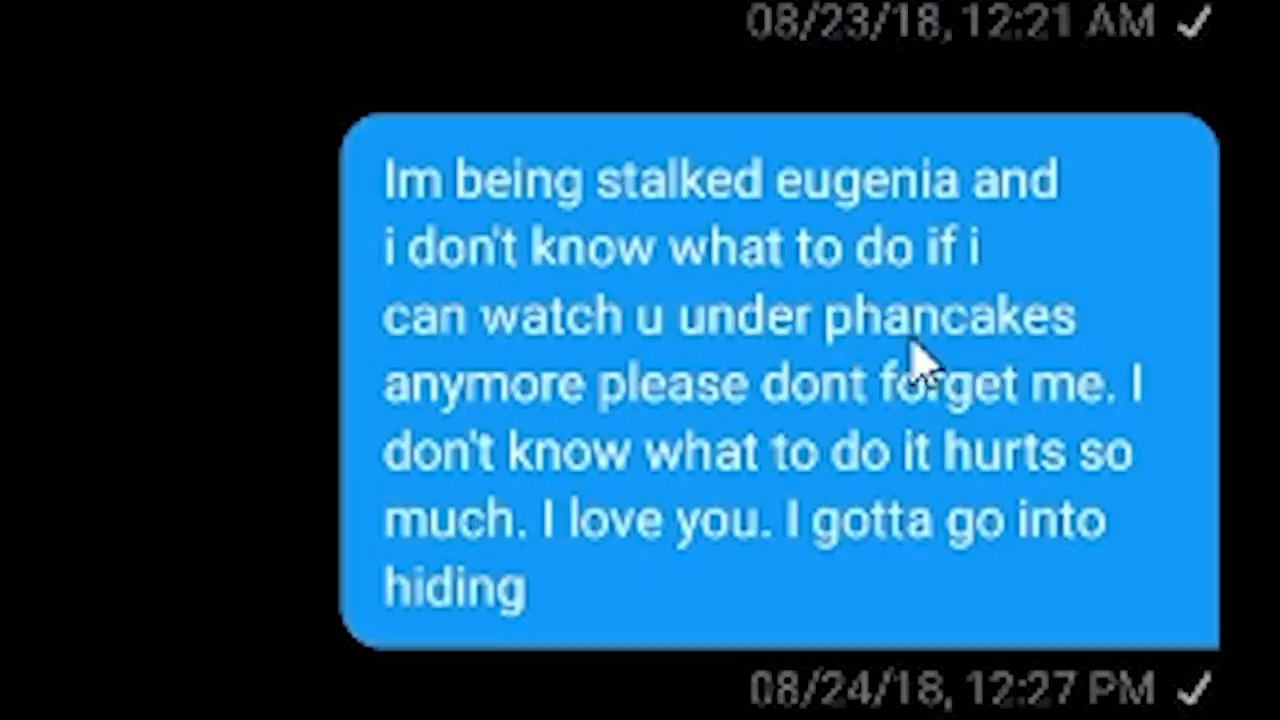 08/23/18, 12:21 AM ✓
Im being stalked eugenia and
i don't know what to do if i
can watch u under phancakes
anymore please dont forget me. I
don't know what to do it hurts so
much. I love you. I gotta go into
hiding
08/24/18, 12:27 PM ✓